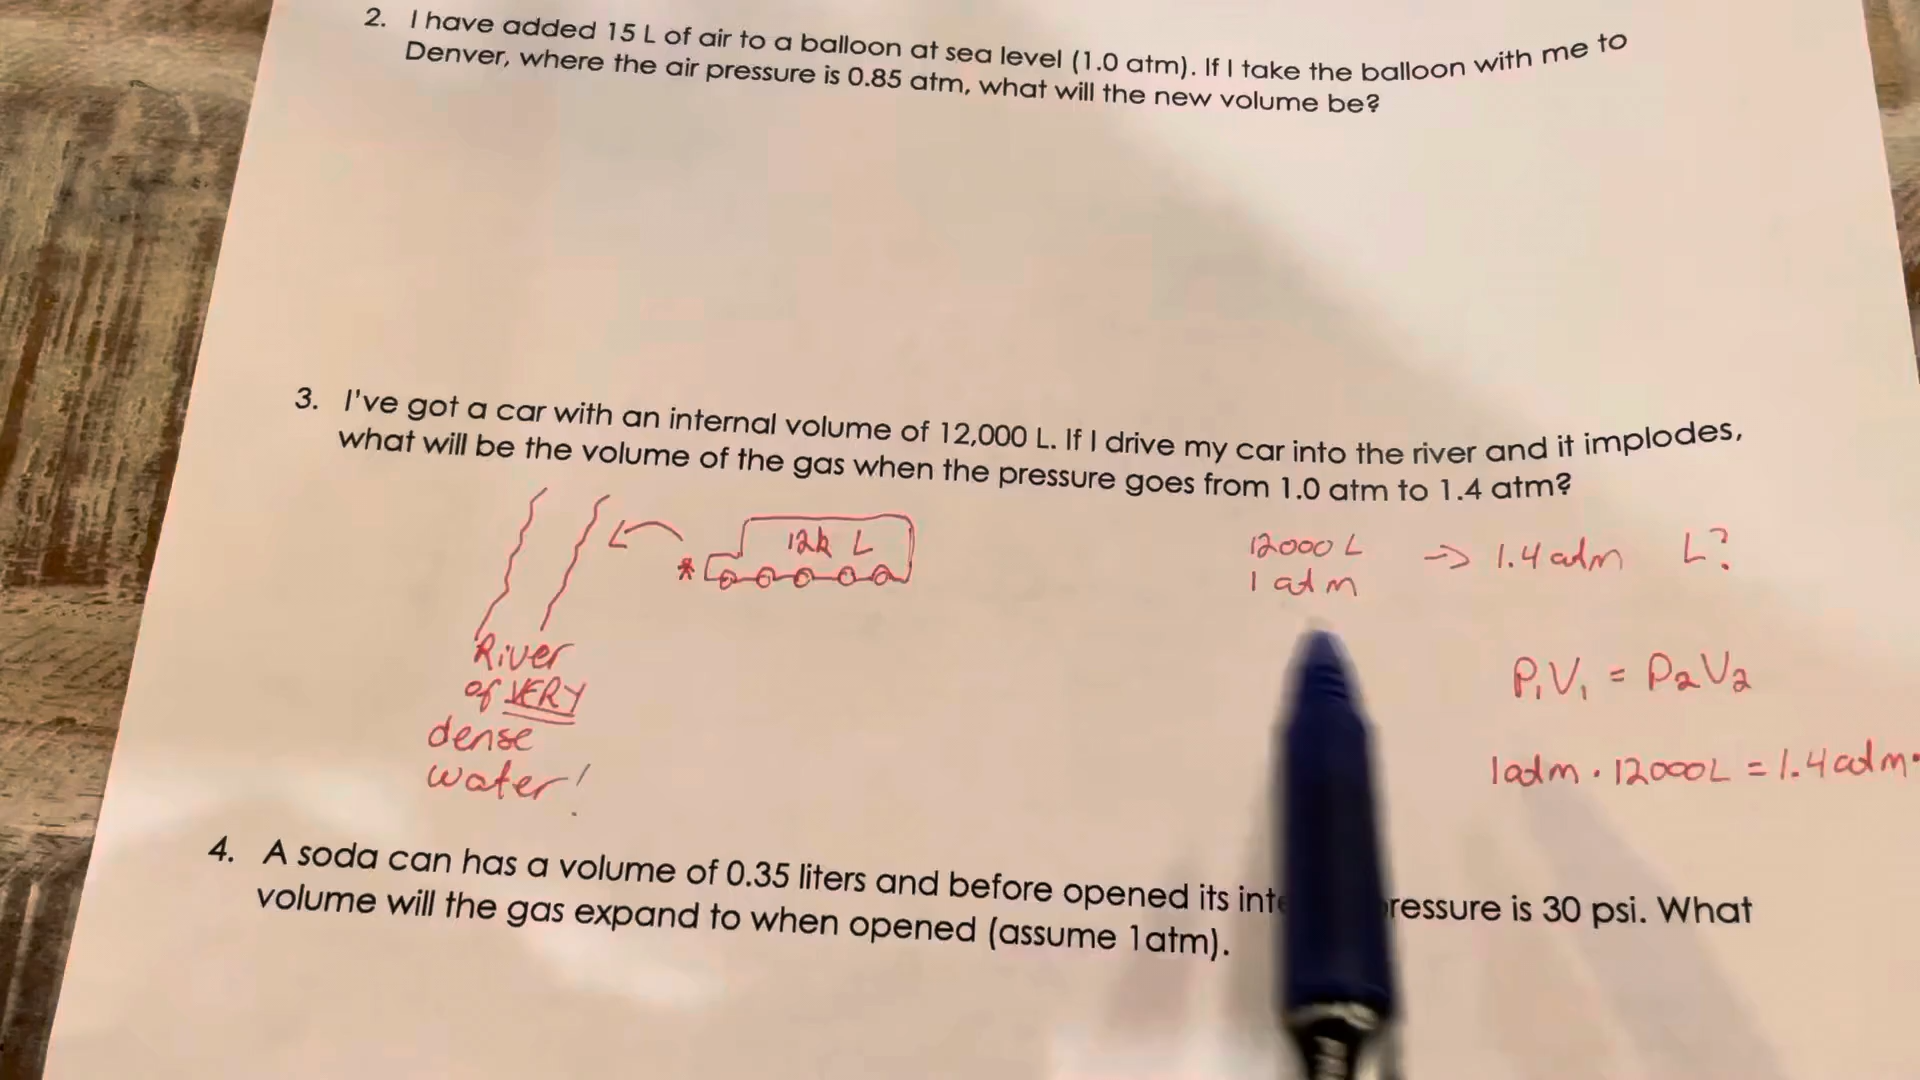 2. I have added 15 L of air to a balloon at sea level (1.0 atm). If I take the balloon with me to
Denver, where the air pressure is 0.85 atm, what will the new volume be?
3. I've got a car with an internal volume of 12,000 L. If I drive my car into the river and it implodes,
what will be the volume of the gas when the pressure goes from 1.0 atm to 1.4 atm?
12k L
12000 L → 1.4 atm L?
1 atm
River
of VERY
dense
water!
P₁V₁ = P₂V₂
1atm · 12000L = 1.4 atm ·
4. A soda can has a volume of 0.35 liters and before opened its pressure is 30 psi. What
volume will the gas expand to when opened (assume 1atm).